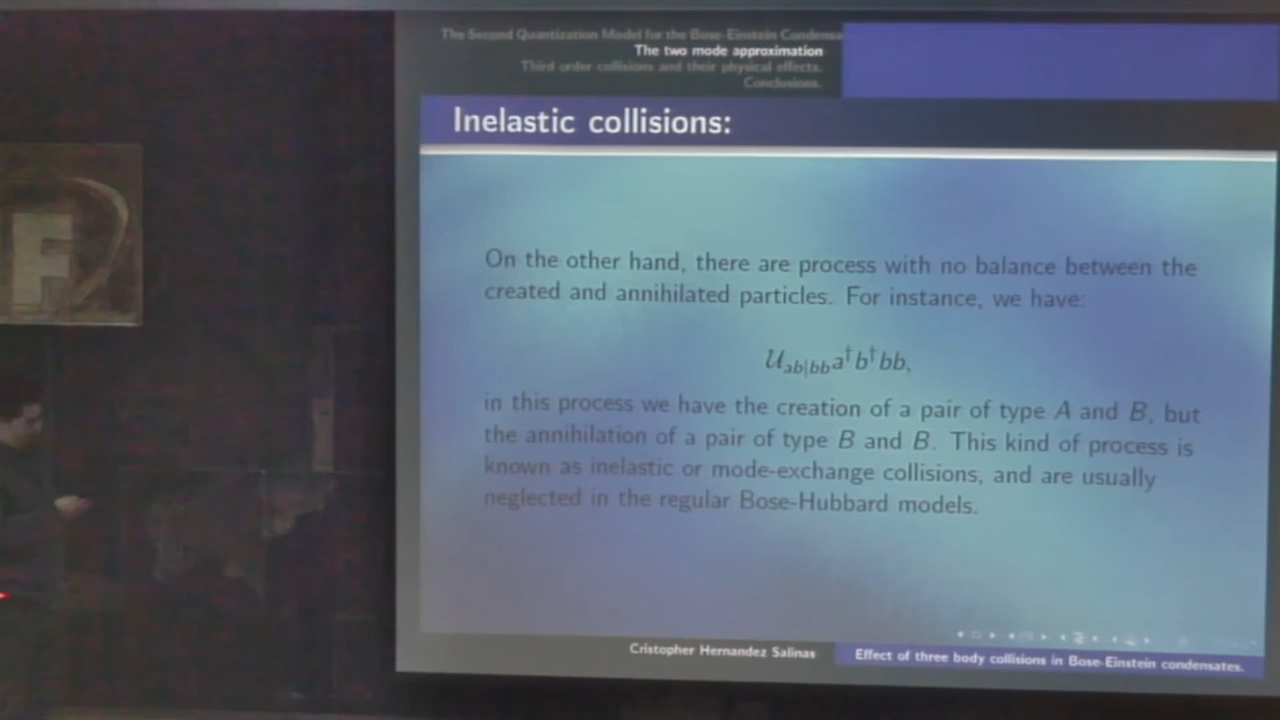 The Second Quantization Model for the Bose-Einstein Condensa
The two mode approximation
Third order collisions and their physical effects.
Conclusions.
Inelastic collisions:
On the other hand, there are process with no balance between the
created and annihilated particles. For instance, we have:
𝒰_{ab|bb}a†b†bb,
in this process we have the creation of a pair of type A and B, but
the annihilation of a pair of type B and B. This kind of process is
known as inelastic or mode-exchange collisions, and are usually
neglected in the regular Bose-Hubbard models.
Cristopher Hernandez Salinas
Effect of three body collisions in Bose-Einstein condensates.
F